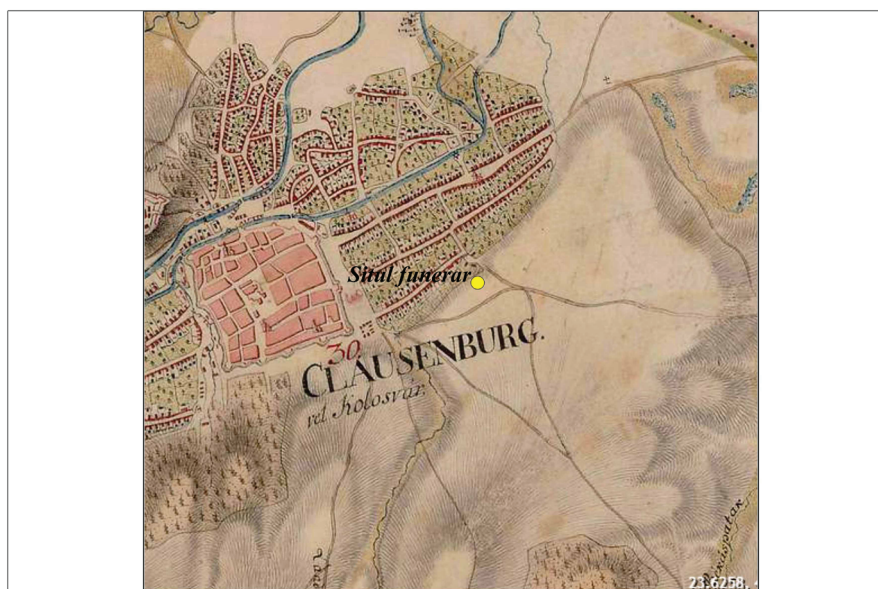 Situl funerar
30.
CLAUSENBURG.
vel Kolosvár,
23.6258,